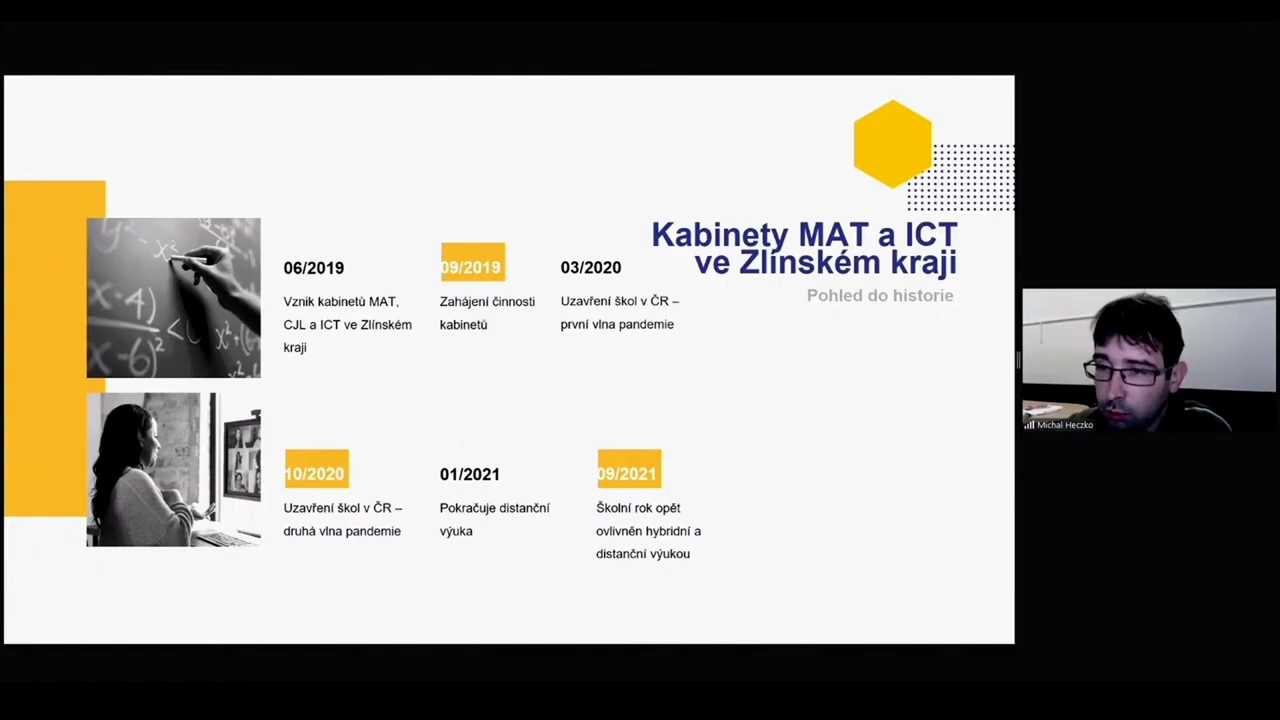 Kabinety MAT a ICT
ve Zlínském kraji
Pohled do historie
06/2019
Vznik kabinetů MAT,
CJL a ICT ve Zlínském
kraji
09/2019
Zahájení činnosti
kabinetů
03/2020
Uzavření škol v ČR –
první vlna pandemie
10/2020
Uzavření škol v ČR –
druhá vlna pandemie
01/2021
Pokračuje distanční
výuka
09/2021
Školní rok opět
ovlivněn hybridní a
distanční výukou
Michal Heczko